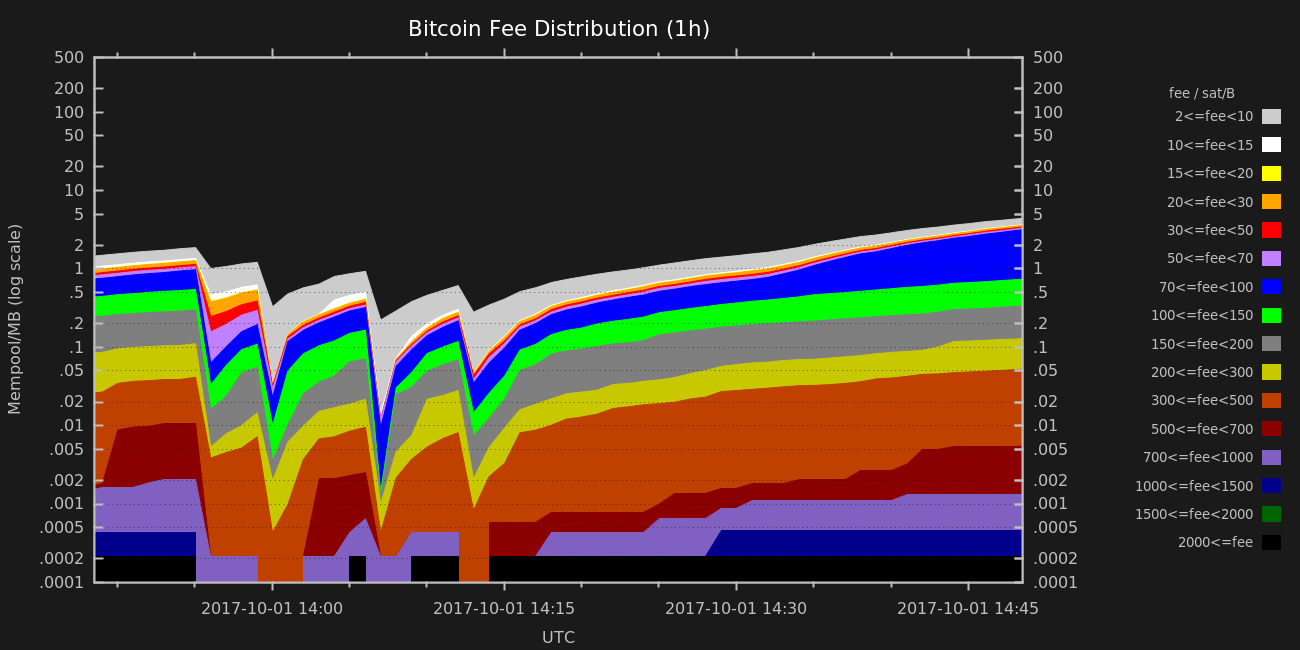 Bitcoin Fee Distribution (1h)
500
200
100
50
20
10
5
2
1
.5
.2
.1
.05
.02
.01
.005
.002
.001
.0005
.0002
.0001
Mempool/MB (log scale)
500
200
100
50
20
10
5
2
1
.5
.2
.1
.05
.02
.01
.005
.002
.001
.0005
.0002
.0001
2017-10-01 14:00 2017-10-01 14:15 2017-10-01 14:30 2017-10-01 14:45
UTC
fee / sat/B
2<=fee<10
10<=fee<15
15<=fee<20
20<=fee<30
30<=fee<50
50<=fee<70
70<=fee<100
100<=fee<150
150<=fee<200
200<=fee<300
300<=fee<500
500<=fee<700
700<=fee<1000
1000<=fee<1500
1500<=fee<2000
2000<=fee